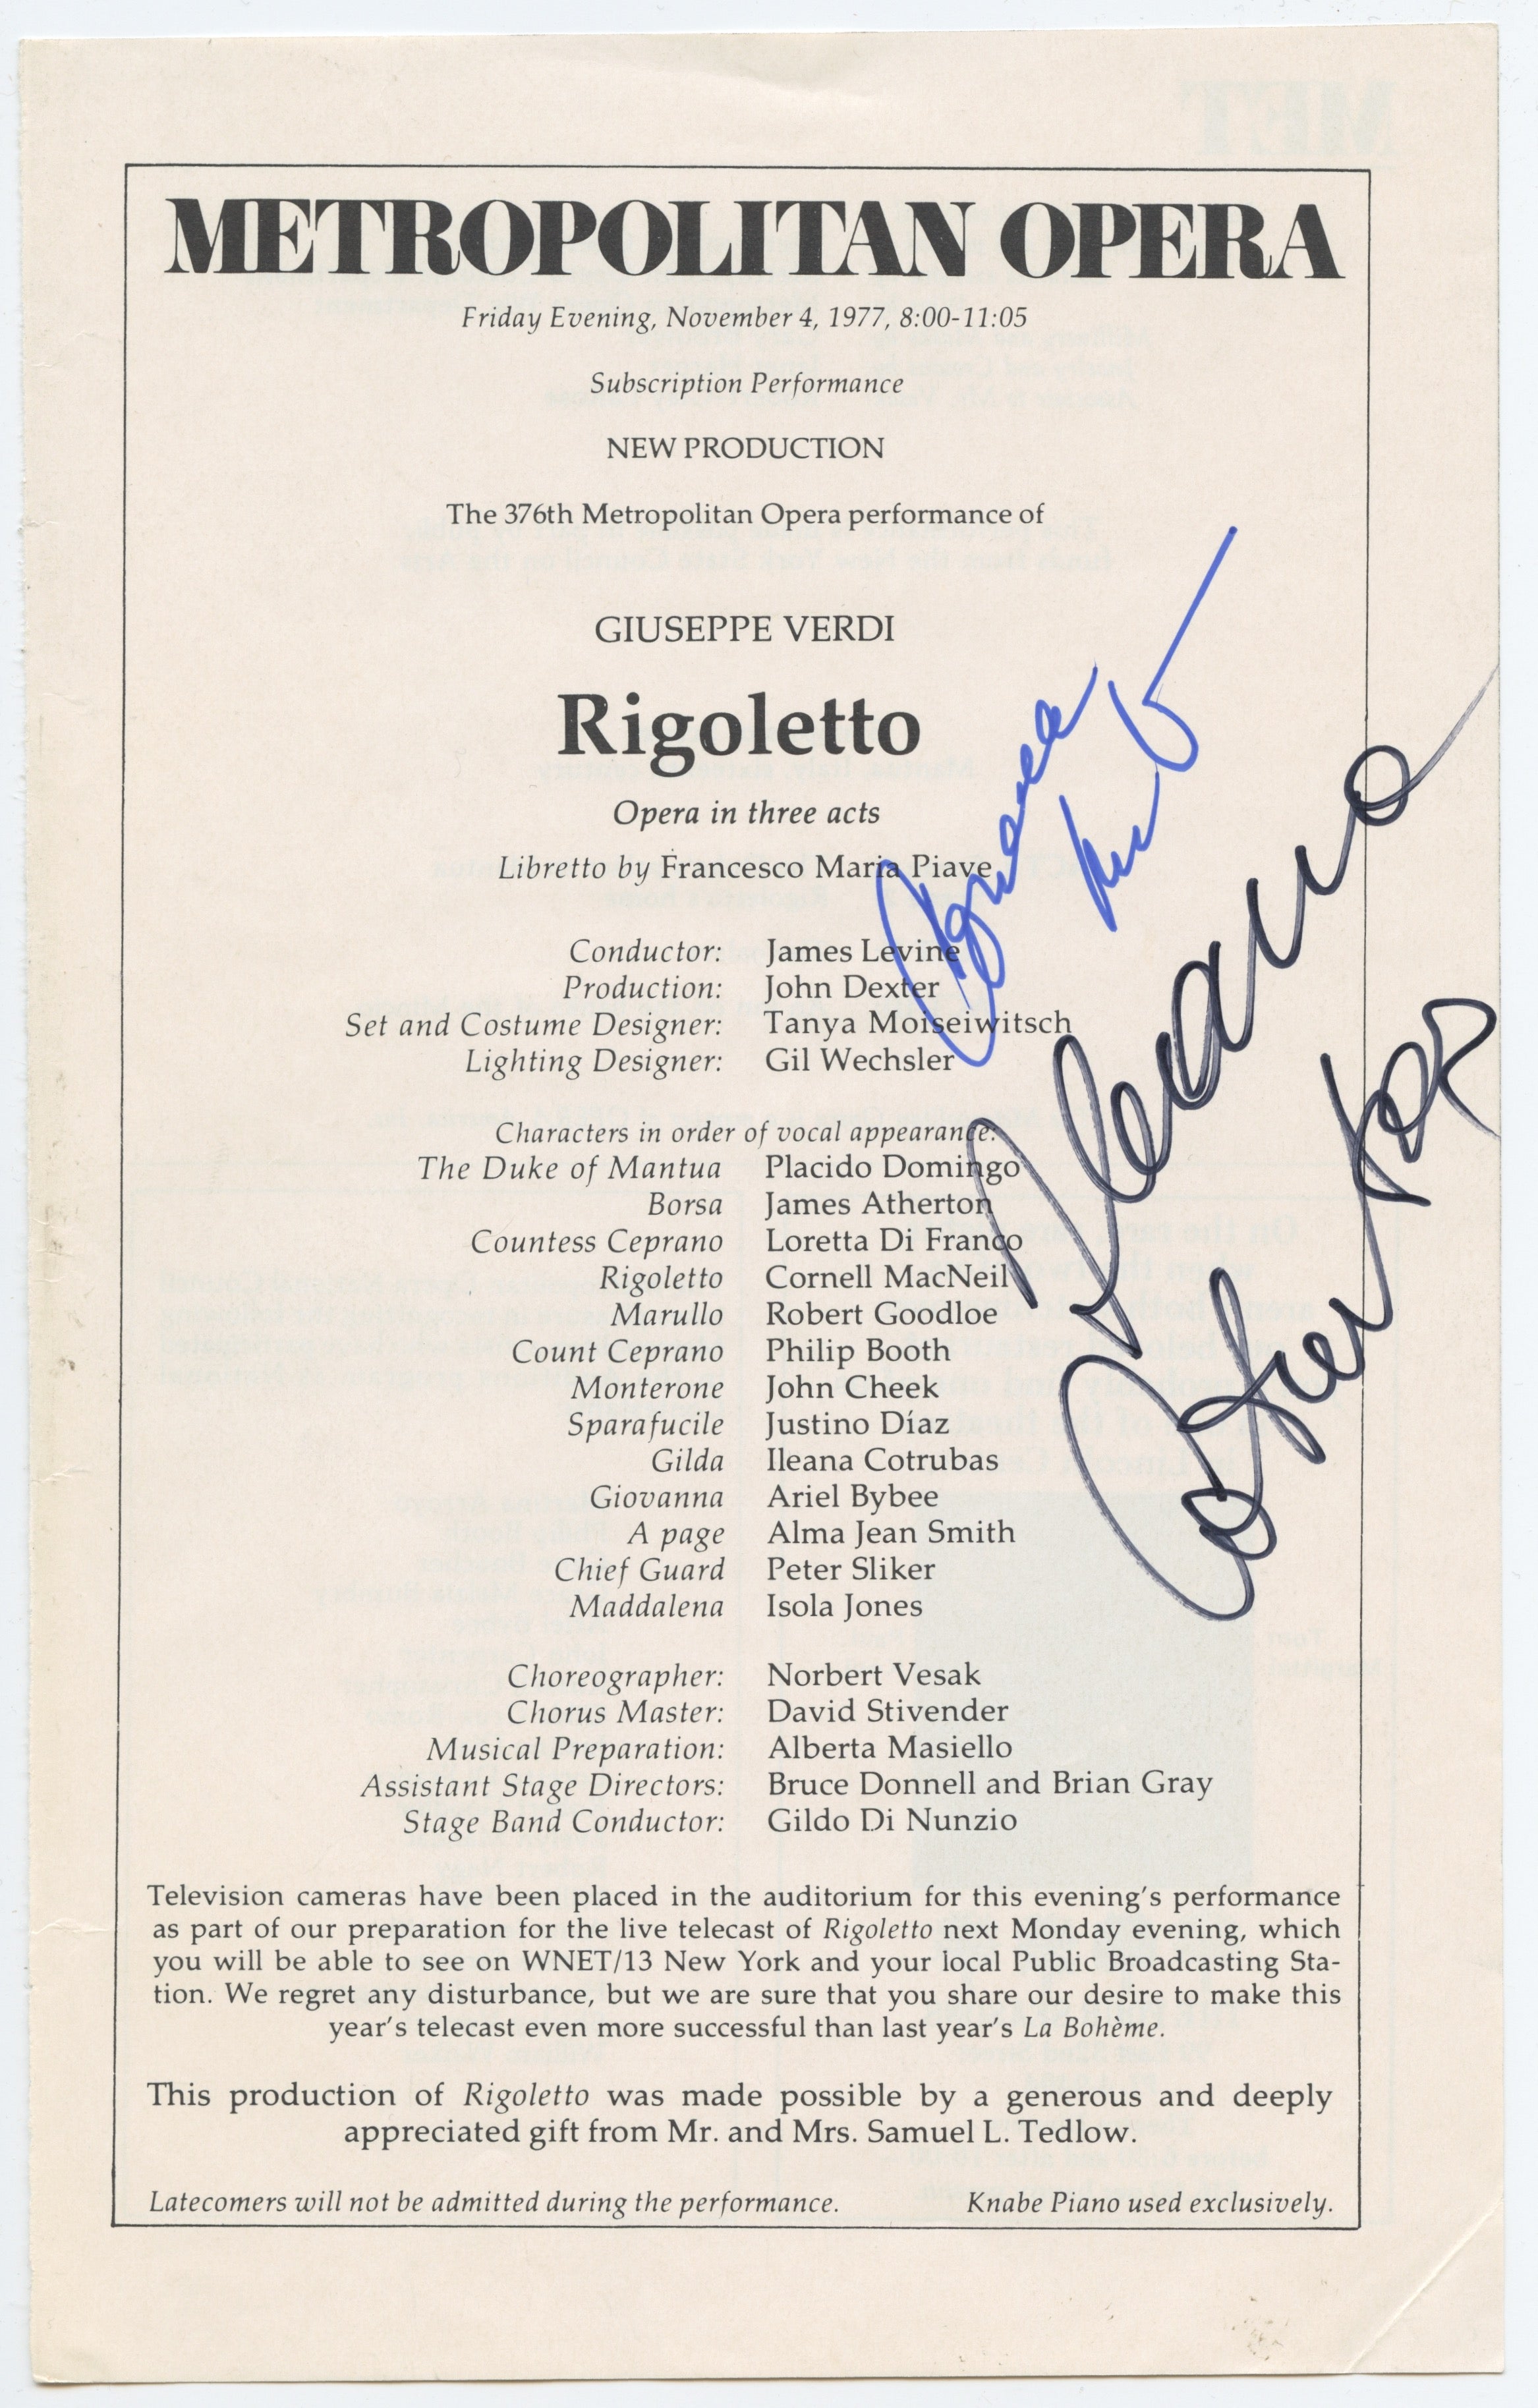 METROPOLITAN OPERA
Friday Evening, November 4, 1977, 8:00-11:05
Subscription Performance
NEW PRODUCTION
The 376th Metropolitan Opera performance of
GIUSEPPE VERDI
Rigoletto
Opera in three acts
Libretto by Francesco Maria Piave
Conductor: James Levine
Production: John Dexter
Set and Costume Designer: Tanya Moiseiwitsch
Lighting Designer: Gil Wechsler
Characters in order of vocal appearance:
The Duke of Mantua Placido Domingo
Borsa James Atherton
Countess Ceprano Loretta Di Franco
Rigoletto Cornell MacNeil
Marullo Robert Goodloe
Count Ceprano Philip Booth
Monterone John Cheek
Sparafucile Justino Díaz
Gilda Ileana Cotrubas
Giovanna Ariel Bybee
A page Alma Jean Smith
Chief Guard Peter Sliker
Maddalena Isola Jones
Choreographer: Norbert Vesak
Chorus Master: David Stivender
Musical Preparation: Alberta Masiello
Assistant Stage Directors: Bruce Donnell and Brian Gray
Stage Band Conductor: Gildo Di Nunzio
Television cameras have been placed in the auditorium for this evening's performance
as part of our preparation for the live telecast of Rigoletto next Monday evening, which
you will be able to see on WNET/13 New York and your local Public Broadcasting Sta-
tion. We regret any disturbance, but we are sure that you share our desire to make this
year's telecast even more successful than last year's La Bohème.
This production of Rigoletto was made possible by a generous and deeply
appreciated gift from Mr. and Mrs. Samuel L. Tedlow.
Latecomers will not be admitted during the performance. Knabe Piano used exclusively.
Ileana
Cotrubas